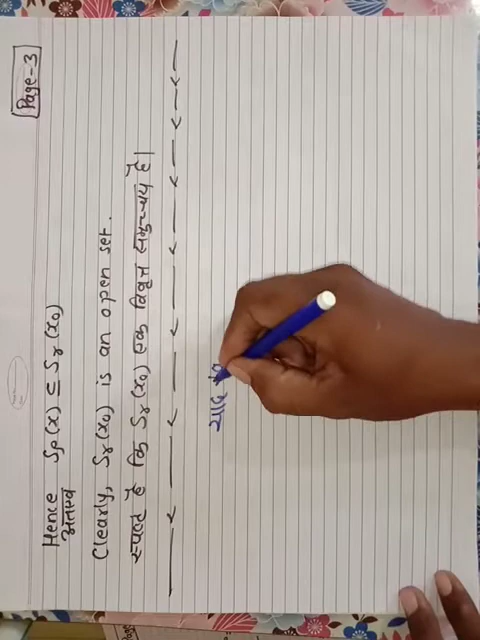 Page-3
Hence Sρ(x) ⊆ Sr(x₀)
अतएव
Clearly, Sr(x₀) is an open set.
स्पष्ट है कि Sr(x₀) एक विवृत समुच्चय है।
याद